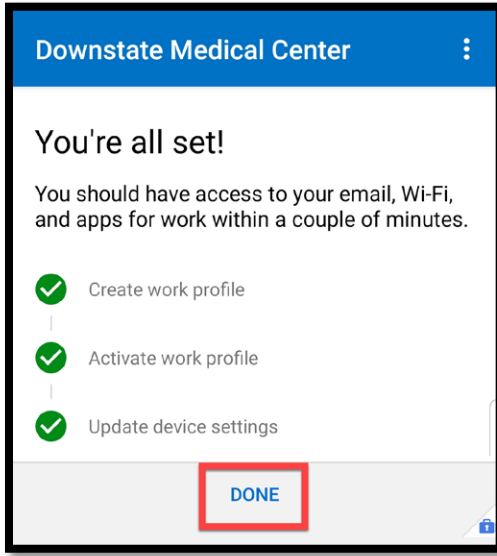 Downstate Medical Center
You're all set!
You should have access to your email, Wi-Fi,
and apps for work within a couple of minutes.
Create work profile
Activate work profile
Update device settings
DONE